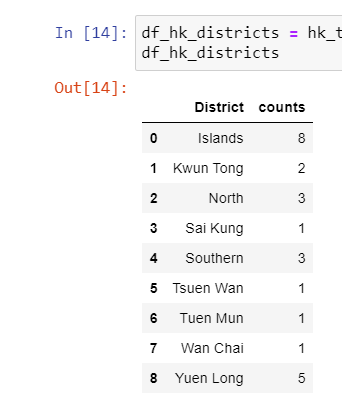 In [14]: df_hk_districts = hk_t
df_hk_districts
Out[14]:
District counts
0 Islands 8
1 Kwun Tong 2
2 North 3
3 Sai Kung 1
4 Southern 3
5 Tsuen Wan 1
6 Tuen Mun 1
7 Wan Chai 1
8 Yuen Long 5